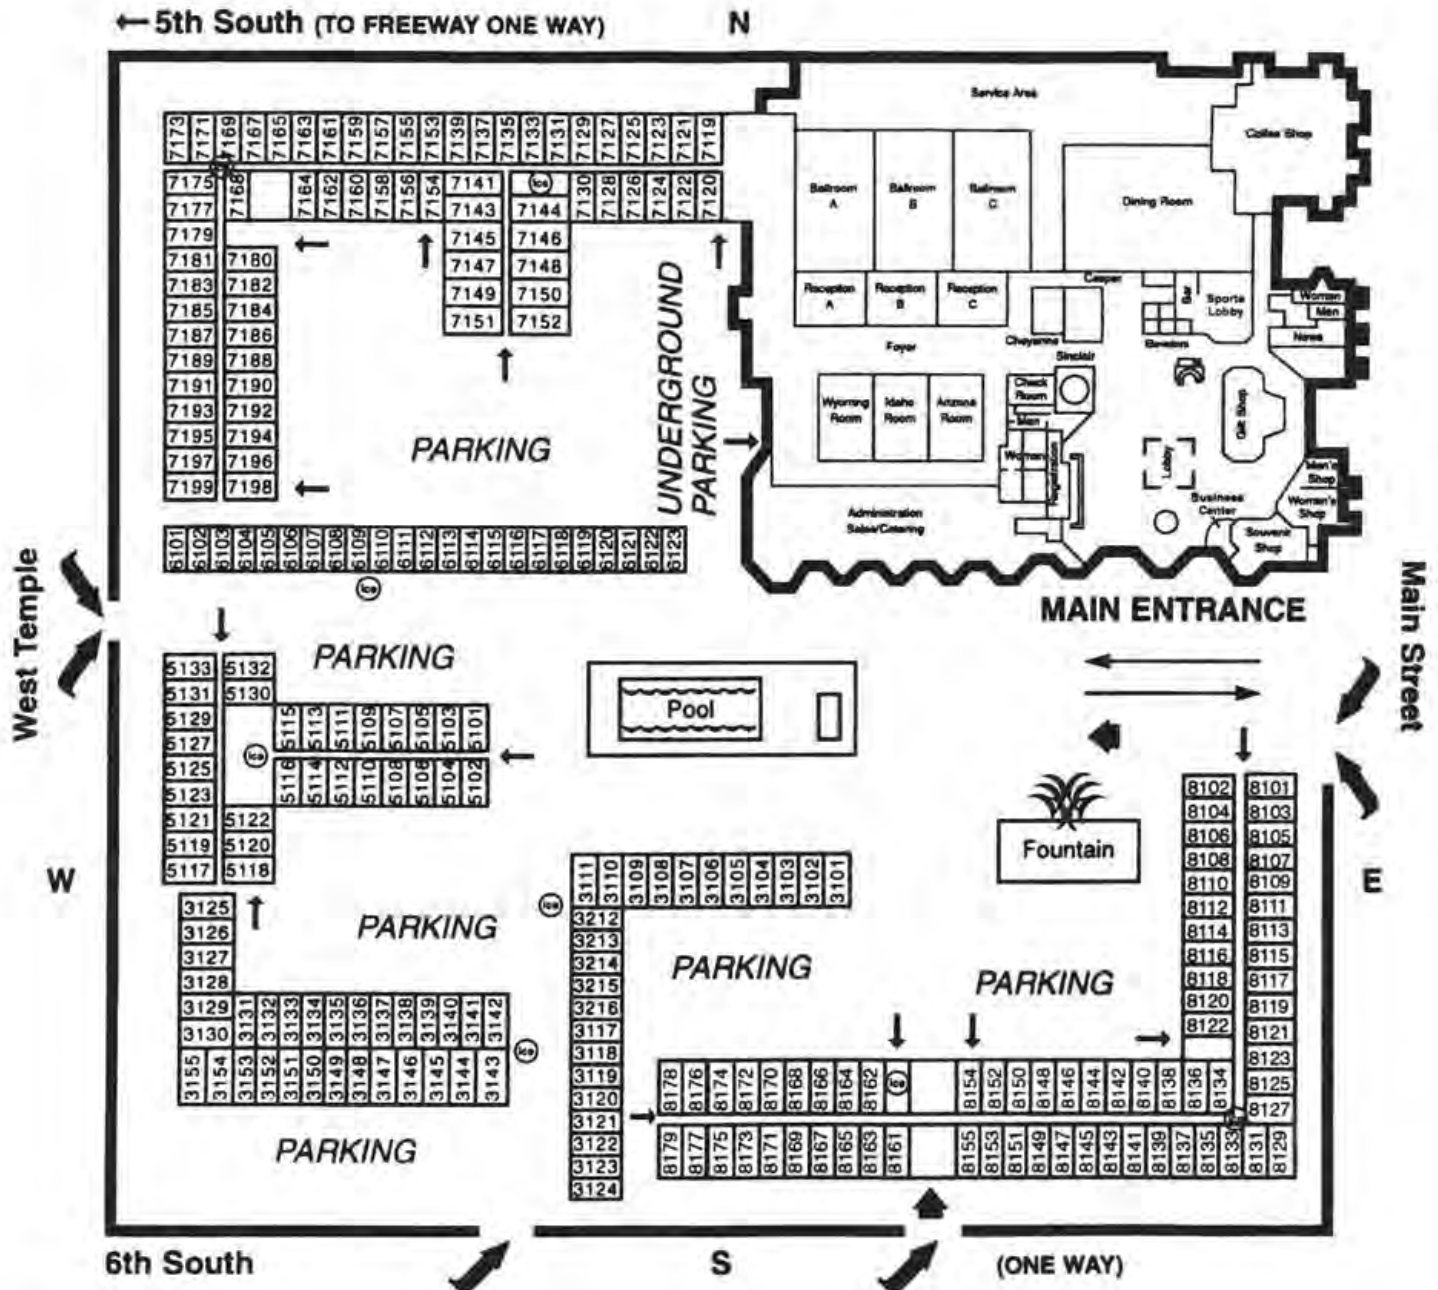 ←5th South (TO FREEWAY ONE WAY)
N
7173 7171 7169 7167 7165 7163 7161 7159 7157 7155 7153 7139 7137 7135 7133 7131 7129 7127 7125 7123 7121 7119
7175 7168 7164 7162 7160 7158 7156 7154 7141 ice 7130 7128 7126 7124 7122 7120
7177 7143 7144
7179 7145 7146
7181 7180 7147 7148
7183 7182 7149 7150
7185 7184 7151 7152
7187 7186
7189 7188
7191 7190
7193 7192
7195 7194
7197 7196
7199 7198
PARKING
UNDERGROUND
PARKING
Service Area
Coffee Shop
Ballroom A
Ballroom B
Ballroom C
Dining Room
Reception A
Reception B
Reception C
Casper
Bar
Sports Lobby
Women
Men
News
Foyer
Cheyenne
Elevators
Sinclair
Wyoming Room
Idaho Room
Arizona Room
Check Room
Men
Women
Registration
Gift Shop
Lobby
Men's Shop
Business Center
Woman's Shop
Souvenir Shop
Administration
Sales/Catering
6101 6102 6103 6104 6105 6106 6107 6108 6109 6110 6111 6112 6113 6114 6115 6116 6117 6118 6119 6120 6121 6122 6123
ice
MAIN ENTRANCE
West Temple
Main Street
PARKING
5133 5132
5131 5130
5129 5115 5113 5111 5109 5107 5105 5103 5101
5127
5125 ice 5116 5114 5112 5110 5108 5106 5104 5102
5123
5121 5122
5119 5120
5117 5118
Pool
Fountain
W
E
8102 8101
8104 8103
8106 8105
8108 8107
8110 8109
8112 8111
8114 8113
8116 8115
8118 8117
8120 8119
8122 8121
8123
8125
8127
3125
3126
3127
3128
3129 3131 3132 3133 3134 3135 3136 3137 3138 3139 3140 3141 3142
3130
3155 3154 3153 3152 3151 3150 3149 3148 3147 3146 3145 3144 3143
ice
PARKING
PARKING
ice
3111 3110 3109 3108 3107 3106 3105 3104 3103 3102 3101
3212
3213
3214
3215
3216
3117
3118
3119
3120
3121
3122
3123
3124
PARKING
PARKING
8178 8176 8174 8172 8170 8168 8166 8164 8162 ice 8154 8152 8150 8148 8146 8144 8142 8140 8138 8136 8134
8179 8177 8175 8173 8171 8169 8167 8165 8163 8161 8155 8153 8151 8149 8147 8145 8143 8141 8139 8137 8135 8133 8131 8129
6th South
S
(ONE WAY)